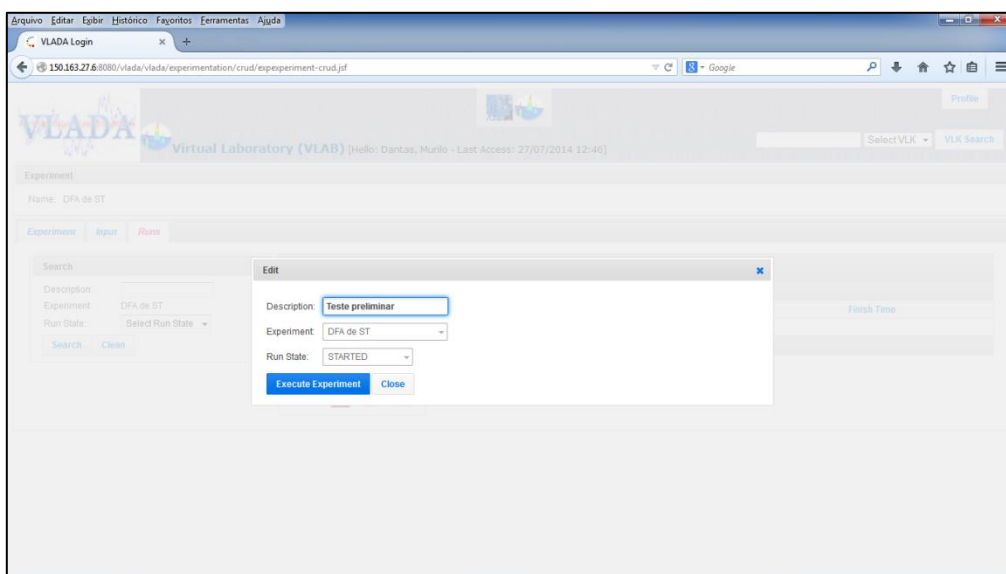 Arquivo Editar Exibir Histórico Favoritos Ferramentas Ajuda
VLADA Login
150.163.27.6:8080/vlada/vlada/experimentation/crud/expexperiment-crud.jsf
Google
Profile
VLADA
Virtual Laboratory (VLAB) [Hello: Dantas, Murilo - Last Access: 27/07/2014 12:46]
Select VLK
VLK Search
Experiment
Name: DFA de ST
Experiment Input Runs
Search
Description:
Experiment: DFA de ST
Run State: Select Run State
Search Clean
Finish Time
Edit
Description: Teste preliminar
Experiment: DFA de ST
Run State: STARTED
Execute Experiment Close